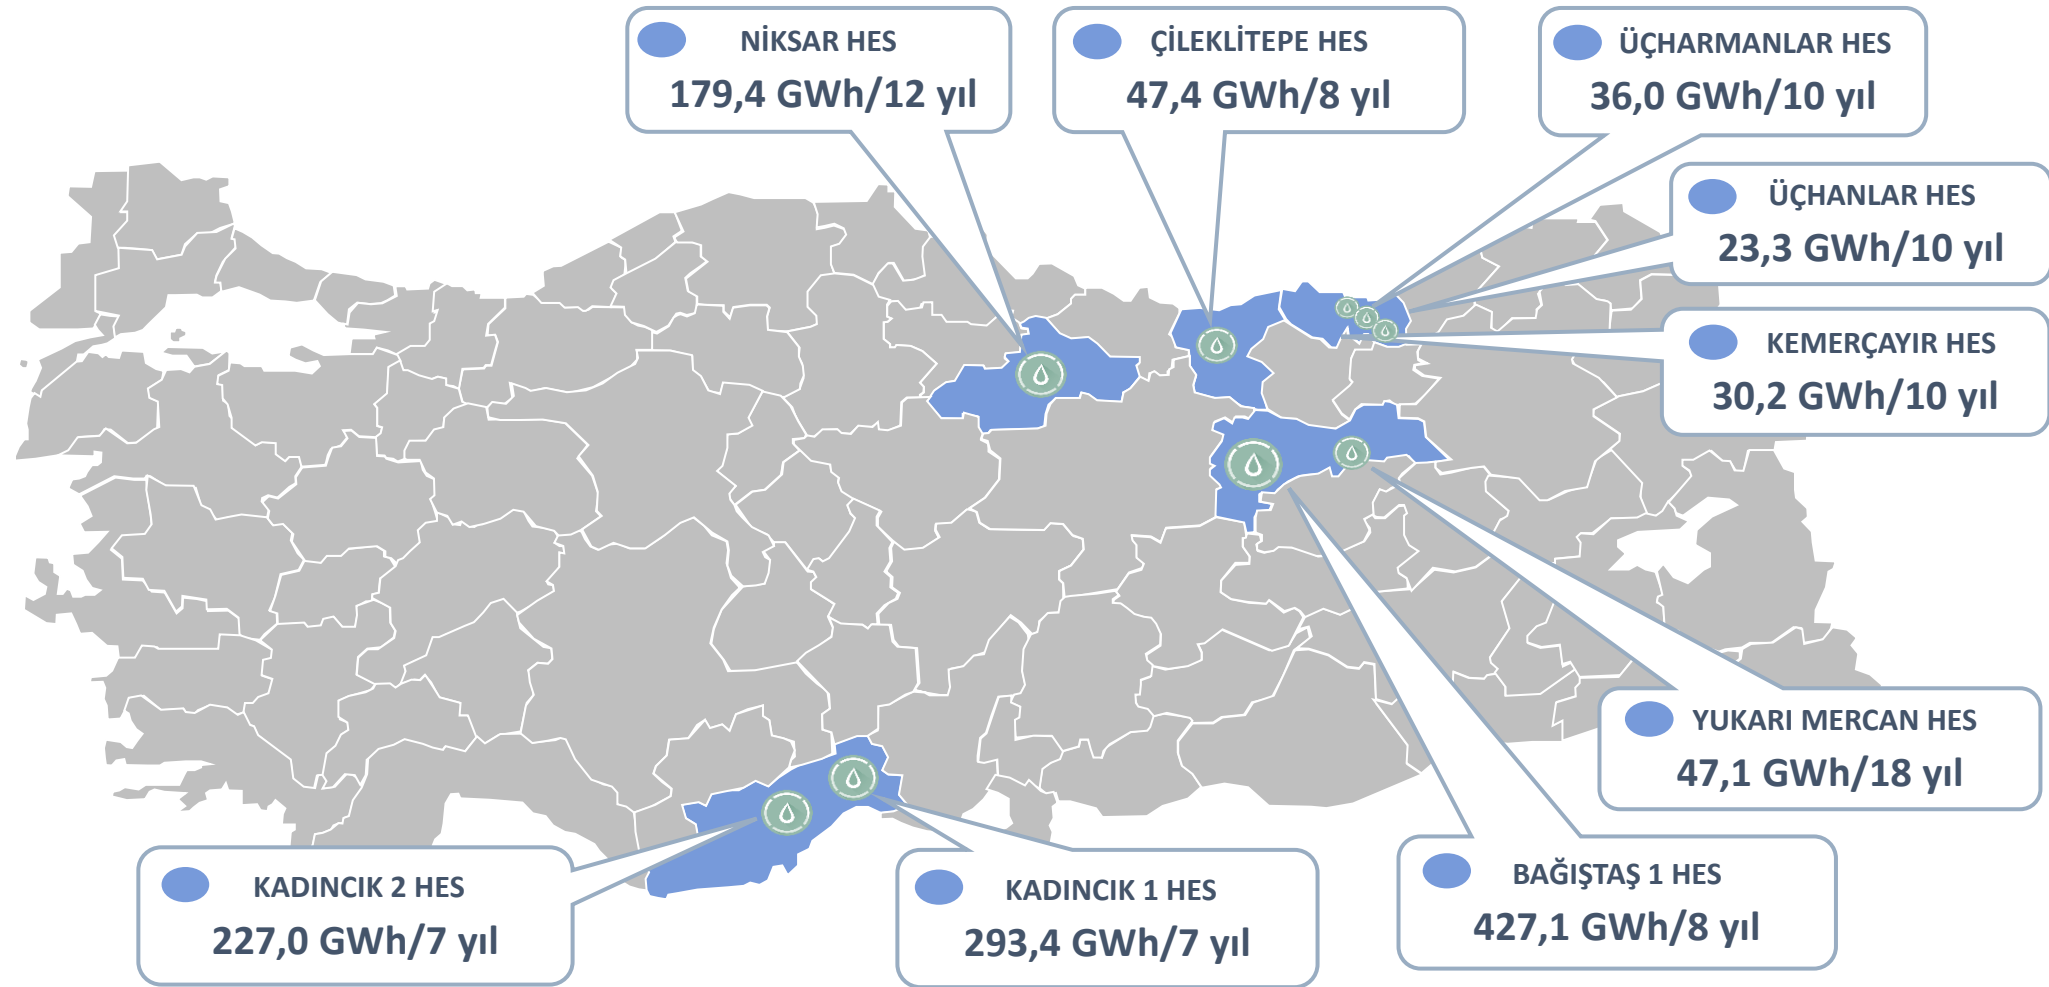 NİKSAR HES
179,4 GWh/12 yıl
ÇİLEKLİTEPE HES
47,4 GWh/8 yıl
ÜÇHARMANLAR HES
36,0 GWh/10 yıl
ÜÇHANLAR HES
23,3 GWh/10 yıl
KEMERÇAYIR HES
30,2 GWh/10 yıl
YUKARI MERCAN HES
47,1 GWh/18 yıl
BAĞIŞTAŞ 1 HES
427,1 GWh/8 yıl
KADINCIK 2 HES
227,0 GWh/7 yıl
KADINCIK 1 HES
293,4 GWh/7 yıl